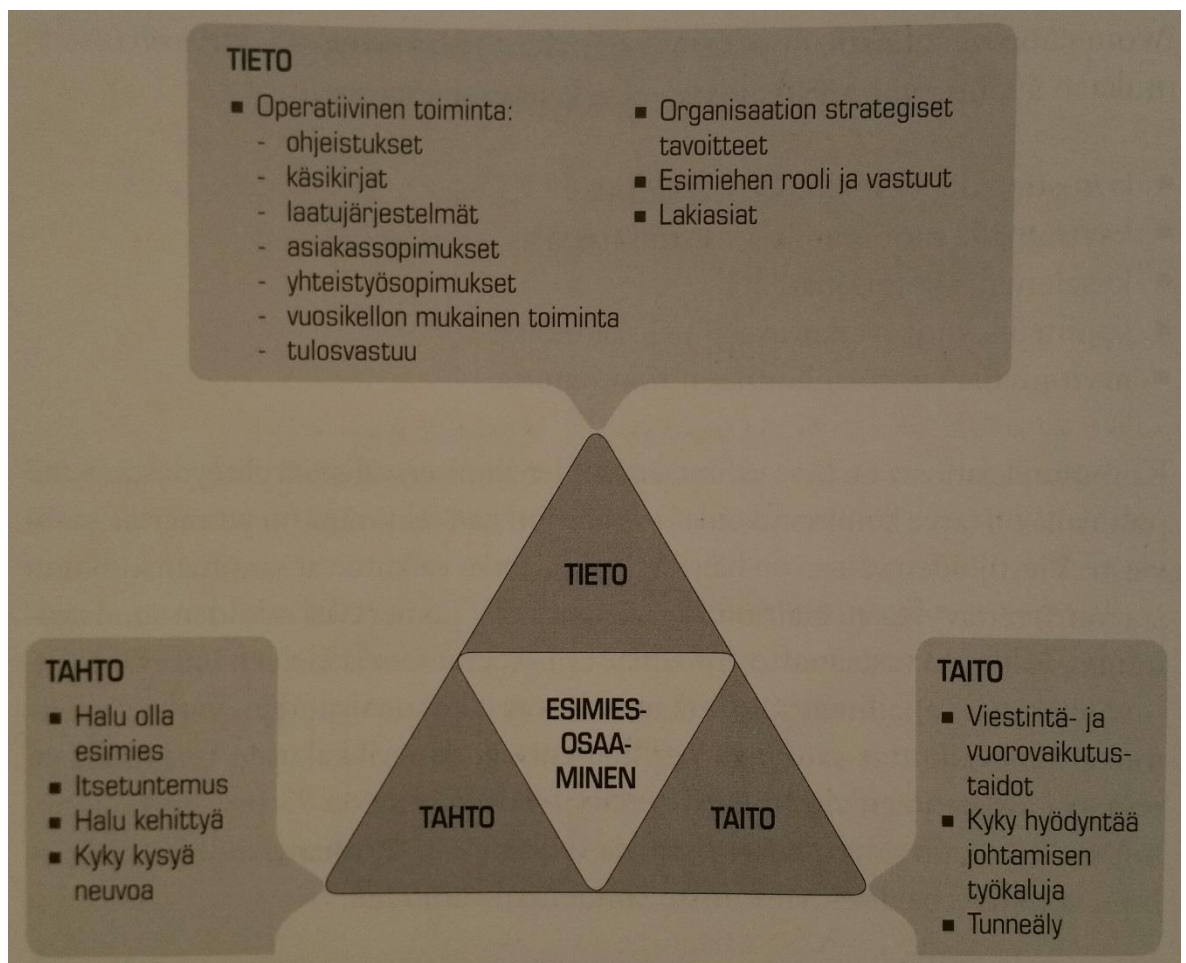 TIETO
▪ Operatiivinen toiminta:
- ohjeistukset
- käsikirjat
- laatujärjestelmät
- asiakassopimukset
- yhteistyösopimukset
- vuosikellon mukainen toiminta
- tulosvastuu
▪ Organisaation strategiset
tavoitteet
▪ Esimiehen rooli ja vastuut
▪ Lakiasiat
TIETO
ESIMIES-
OSAA-
MINEN
TAHTO
TAITO
TAHTO
▪ Halu olla
esimies
▪ Itsetuntemus
▪ Halu kehittyä
▪ Kyky kysyä
neuvoa
TAITO
▪ Viestintä- ja
vuorovaikutus-
taidot
▪ Kyky hyödyntää
johtamisen
työkaluja
▪ Tunneäly